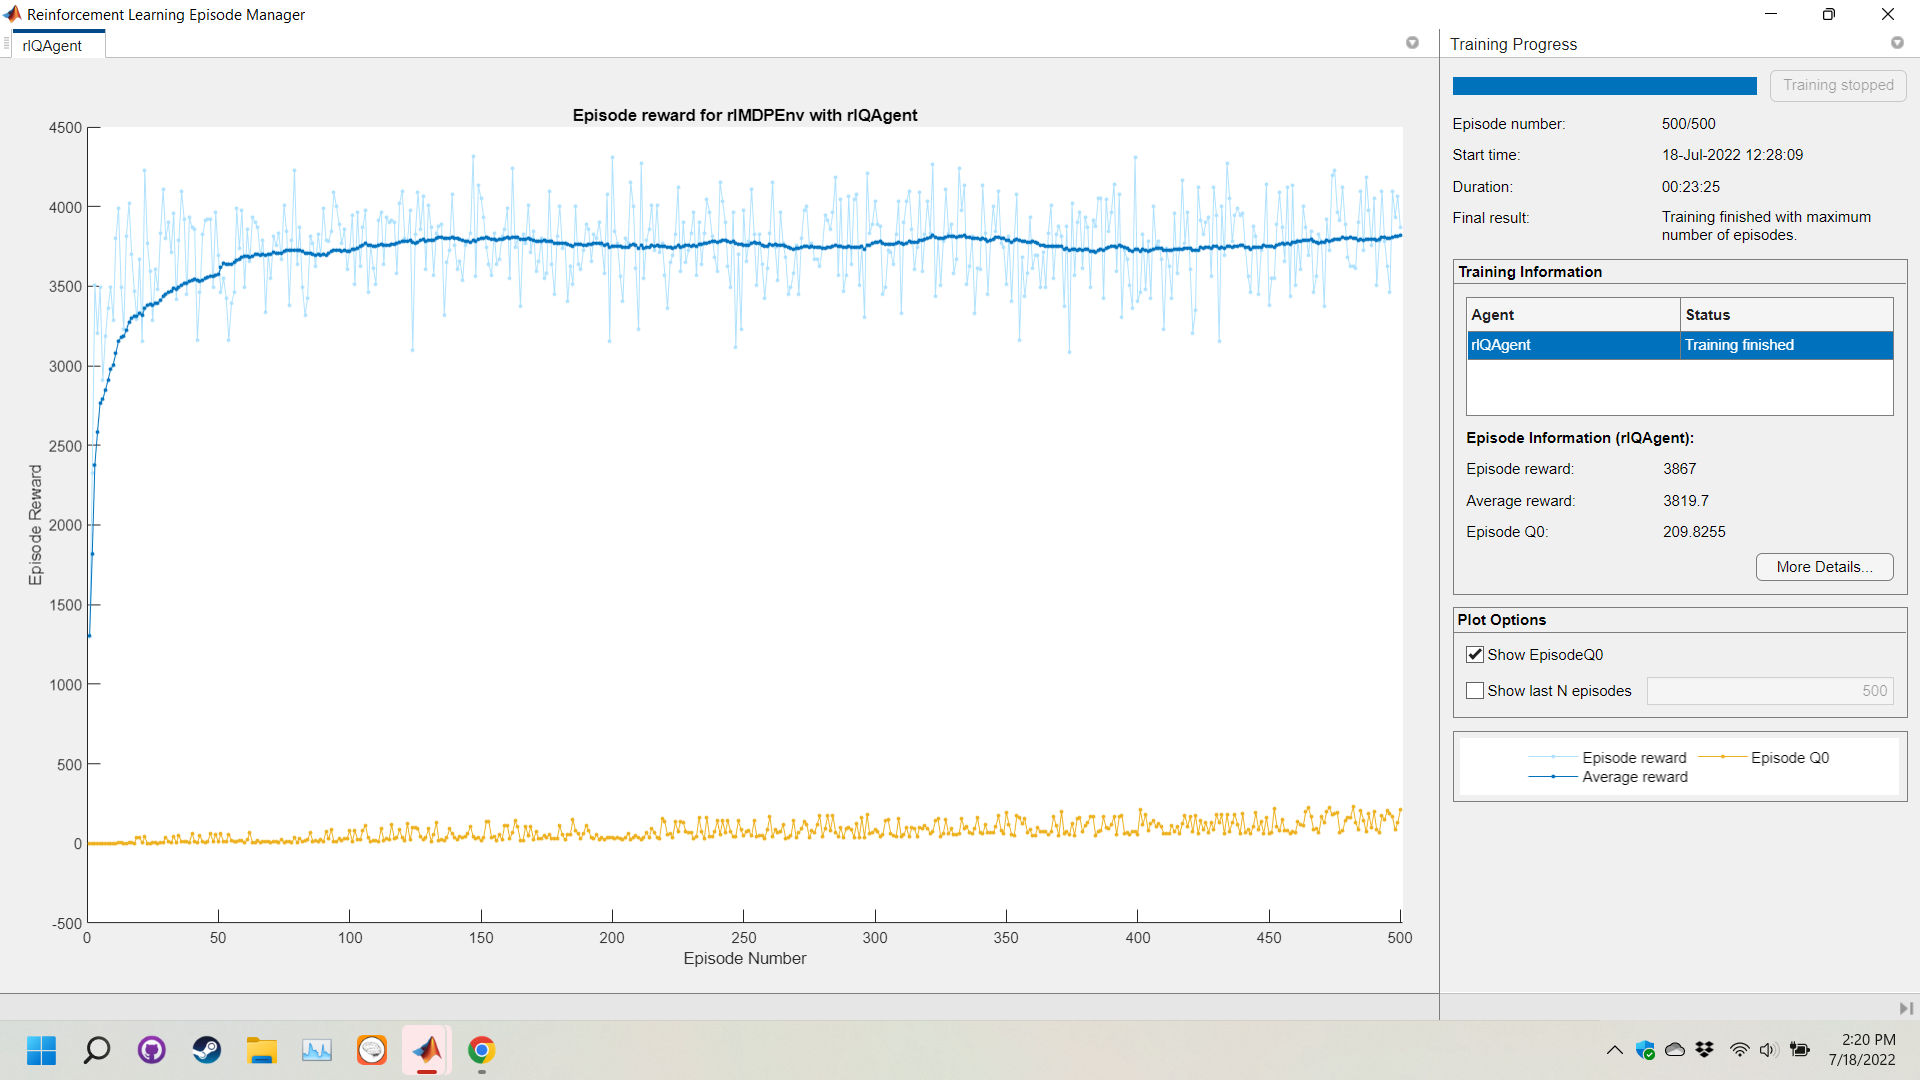 Reinforcement Learning Episode Manager
rlQAgent
Episode reward for rlMDPEnv with rlQAgent
4500
4000
3500
3000
2500
2000
1500
1000
500
0
-500
Episode Reward
0 50 100 150 200 250 300 350 400 450 500
Episode Number
Training Progress
Training stopped
Episode number: 500/500
Start time: 18-Jul-2022 12:28:09
Duration: 00:23:25
Final result: Training finished with maximum
number of episodes.
Training Information
Agent Status
rlQAgent Training finished
Episode Information (rlQAgent):
Episode reward: 3867
Average reward: 3819.7
Episode Q0: 209.8255
More Details...
Plot Options
Show EpisodeQ0
Show last N episodes 500
Episode reward Episode Q0
Average reward
2:20 PM
7/18/2022